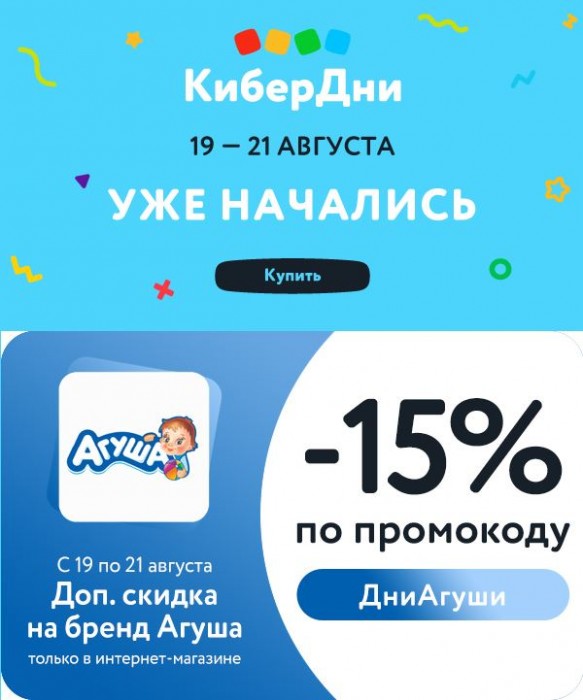 КиберДни
19 – 21 АВГУСТА
УЖЕ НАЧАЛИСЬ
Купить
АГУША
С 19 по 21 августа
Доп. скидка
на бренд Агуша
только в интернет-магазине
-15%
по промокоду
ДниАгуши